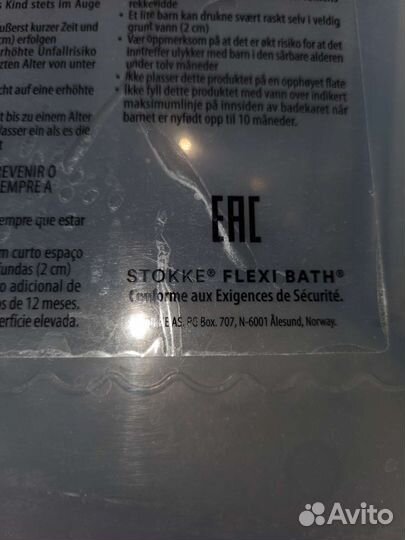 s Kind stets im Auge
ußerst kurzer Zeit und
cm) erfolgen
erhöhte Unfallrisiko
zten Alter von unter
cht auf eine erhöhte
t bis zu einem Alter
Wasser ein als es die
t
REVENIR O
EMPRE A
empre que estar
m curto espaço
fundas (2 cm)
o adicional de
os de 12 meses.
erfície elevada.
rekkevidde
• Et lite barn kan drukne svært raskt selv i veldig
grunt vann (2 cm)
• Vær oppmerksom på at det er økt risiko for at det
inntreffer ulykker med barn i den sårbare alderen
under tolv måneder
• Ikke plasser dette produktet på en opphøyet flate
• Ikke fyll dette produktet med vann over indikert
maksimumlinje på innsiden av badekaret når
barnet er nyfødt opp til 10 måneder.
EAC
STOKKE® FLEXI BATH®
Conforme aux Exigences de Sécurité.
E AS, PO Box. 707, N-6001 Ålesund, Norway.
Avito